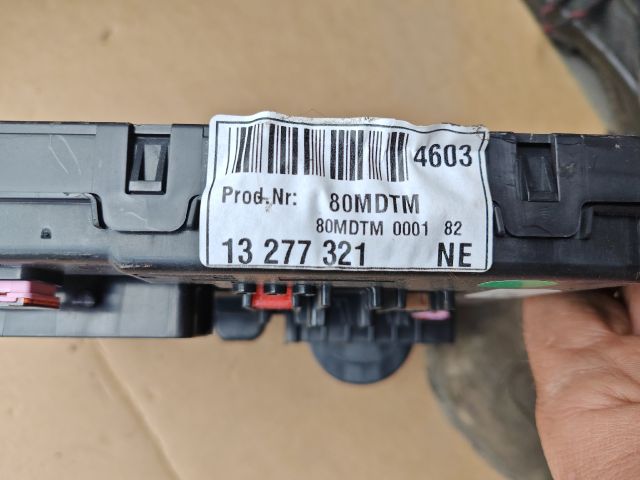 4603
Prod.Nr: 80MDTM
80MDTM 0001 82
13 277 321 NE